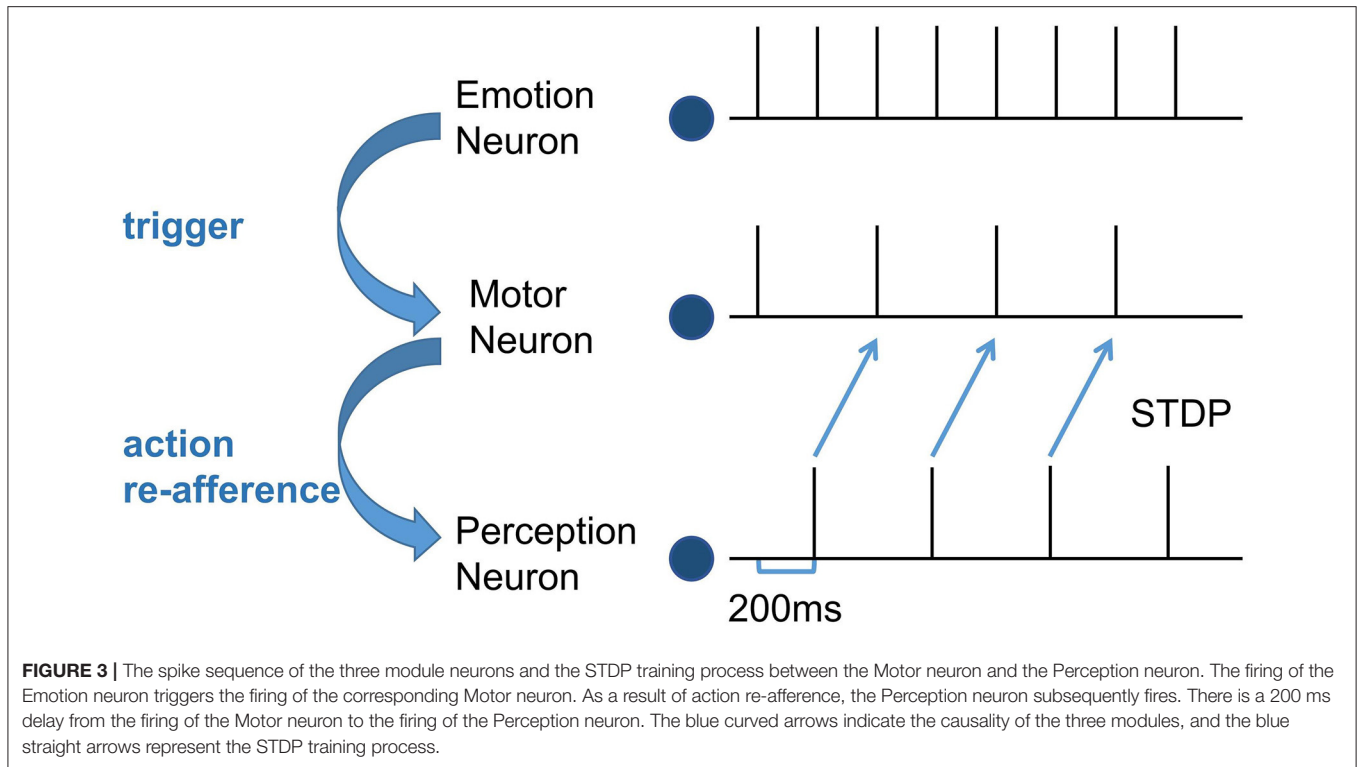 Emotion
Neuron
trigger
Motor
Neuron
STDP
action
re-afference
Perception
Neuron
200ms
FIGURE 3 | The spike sequence of the three module neurons and the STDP training process between the Motor neuron and the Perception neuron. The firing of the
Emotion neuron triggers the firing of the corresponding Motor neuron. As a result of action re-afference, the Perception neuron subsequently fires. There is a 200 ms
delay from the firing of the Motor neuron to the firing of the Perception neuron. The blue curved arrows indicate the causality of the three modules, and the blue
straight arrows represent the STDP training process.